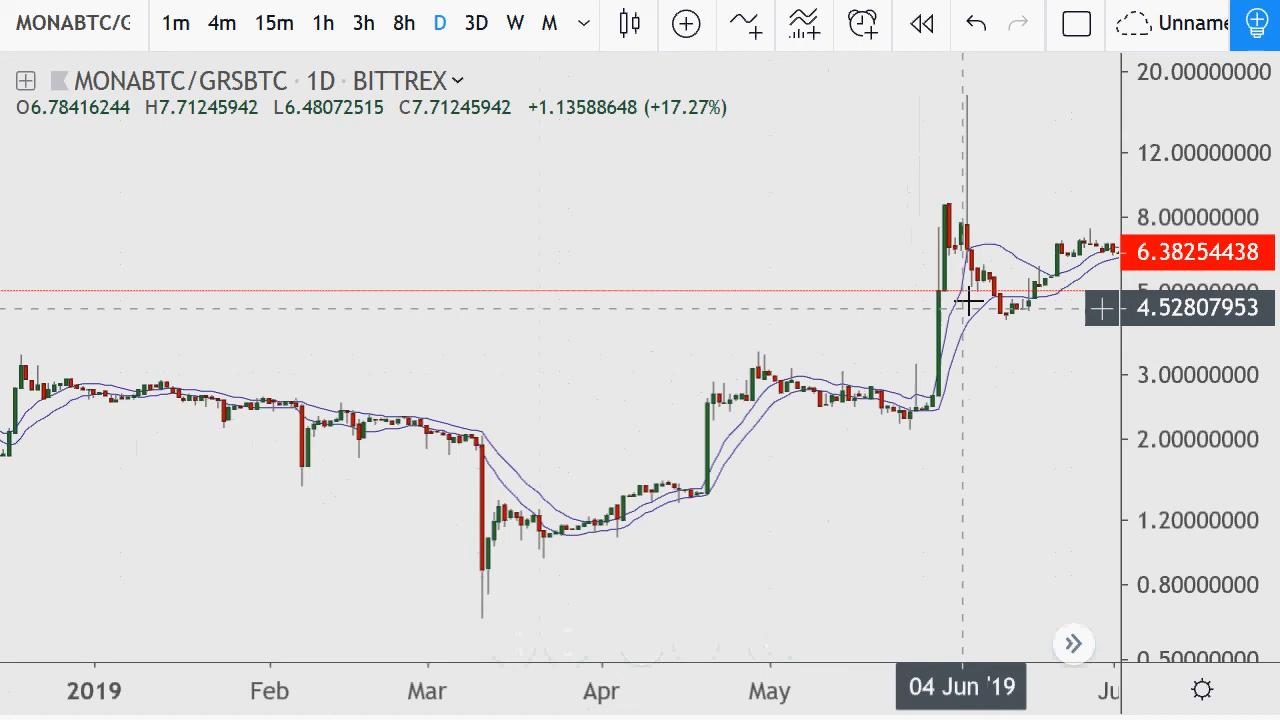 MONABTC/G 1m 4m 15m 1h 3h 8h D 3D W M Unname
MONABTC/GRSBTC · 1D · BITTREX
O6.78416244 H7.71245942 L6.48072515 C7.71245942 +1.13588648 (+17.27%)
20.00000000
12.00000000
8.00000000
6.38254438
5.00000000
4.52807953
3.00000000
2.00000000
1.20000000
0.80000000
0.50000000
2019 Feb Mar Apr May 04 Jun '19 Ju